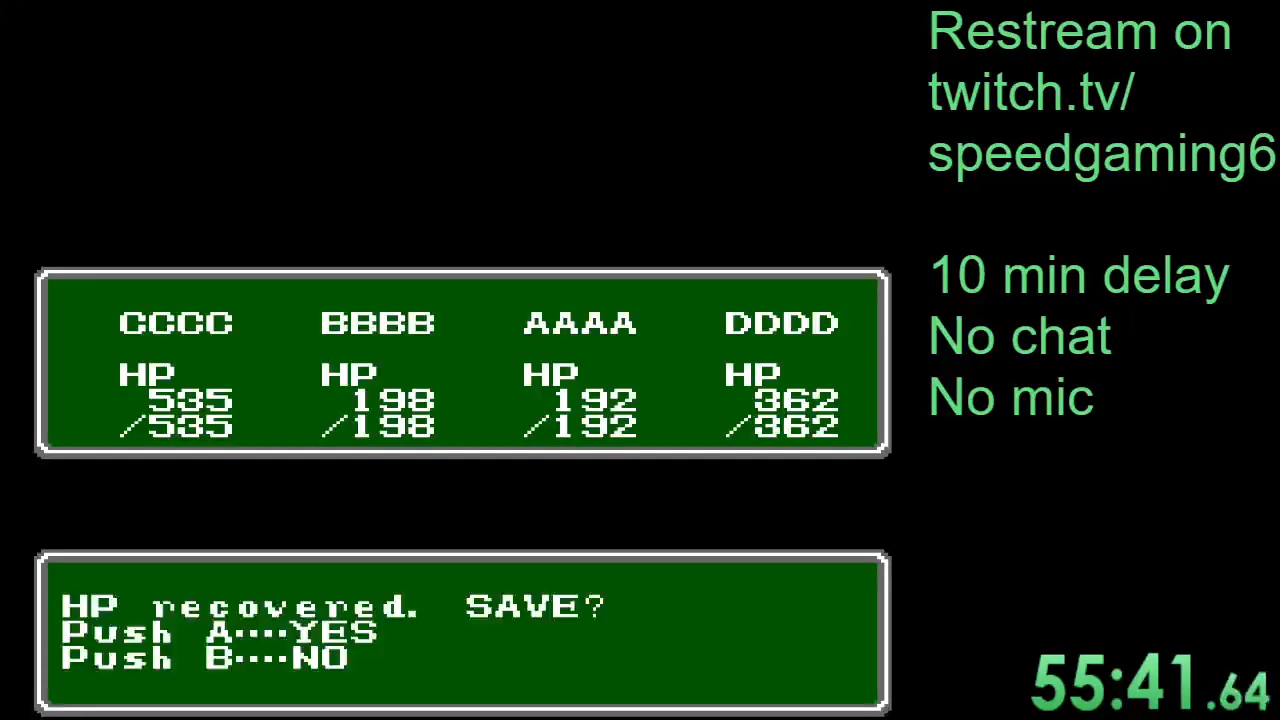 Restream on
twitch.tv/
speedgaming6
10 min delay
No chat
No mic
CCCC BBBB AAAA DDDD
HP HP HP HP
535 198 192 362
/535 /198 /192 /362
HP recovered. SAVE?
Push A····YES
Push B····NO
55:41.64